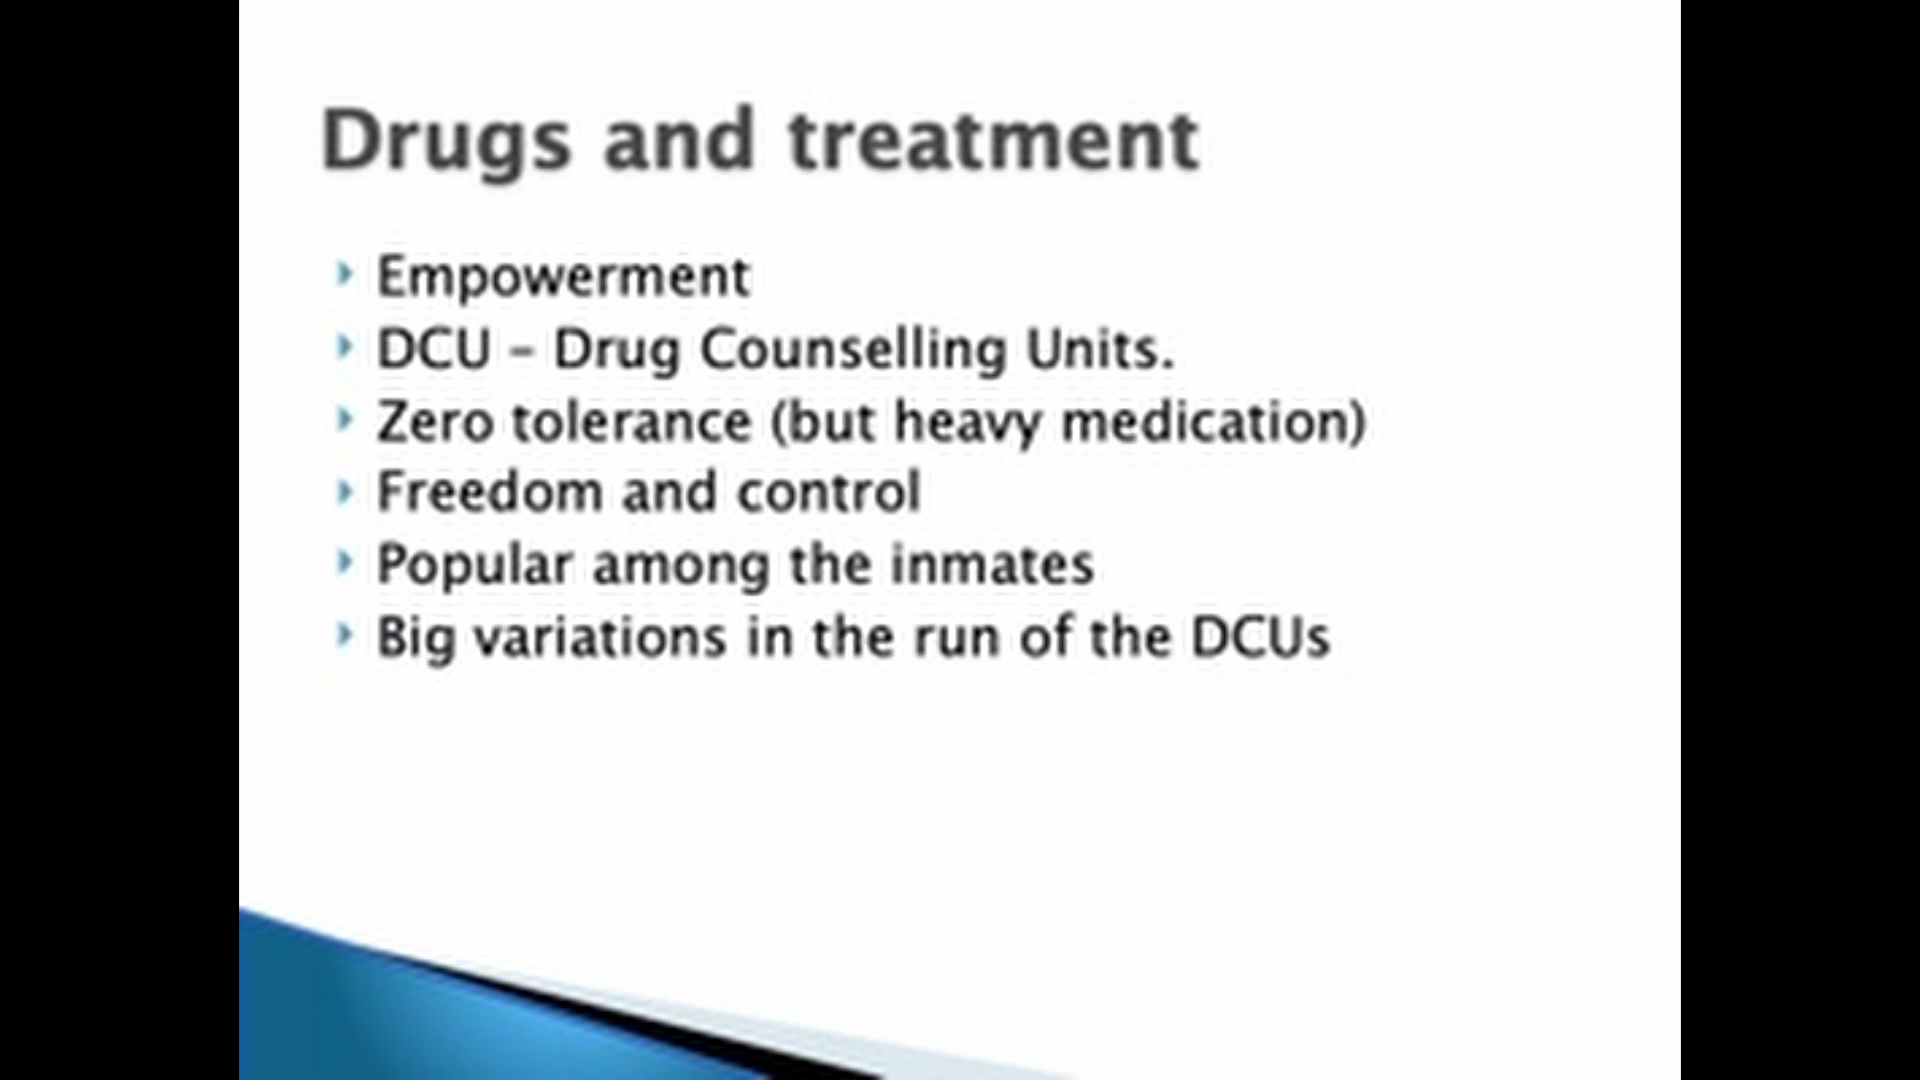 Drugs and treatment
Empowerment
DCU – Drug Counselling Units.
Zero tolerance (but heavy medication)
Freedom and control
Popular among the inmates
Big variations in the run of the DCUs